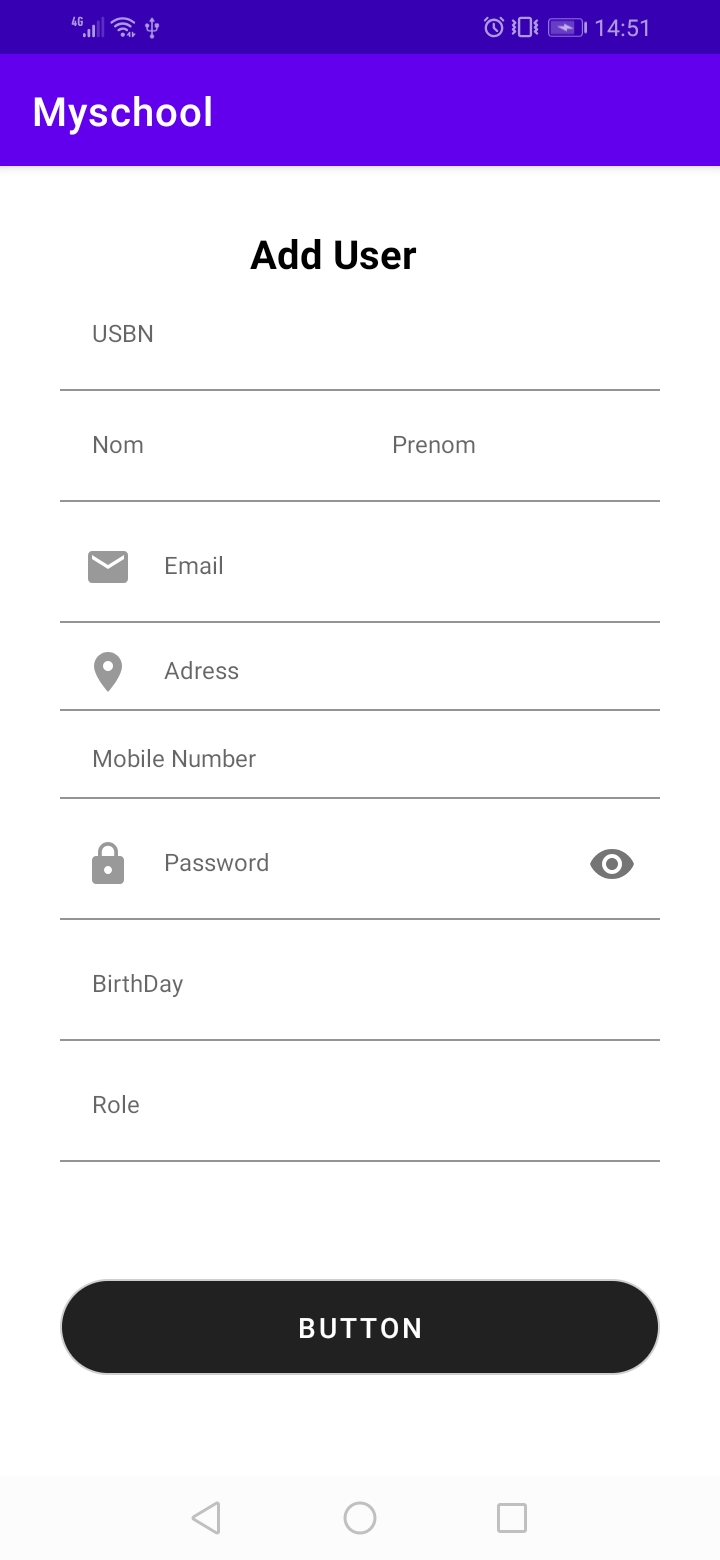 4G 14:51
Myschool
Add User
USBN
Nom Prenom
Email
Adress
Mobile Number
Password
BirthDay
Role
BUTTON